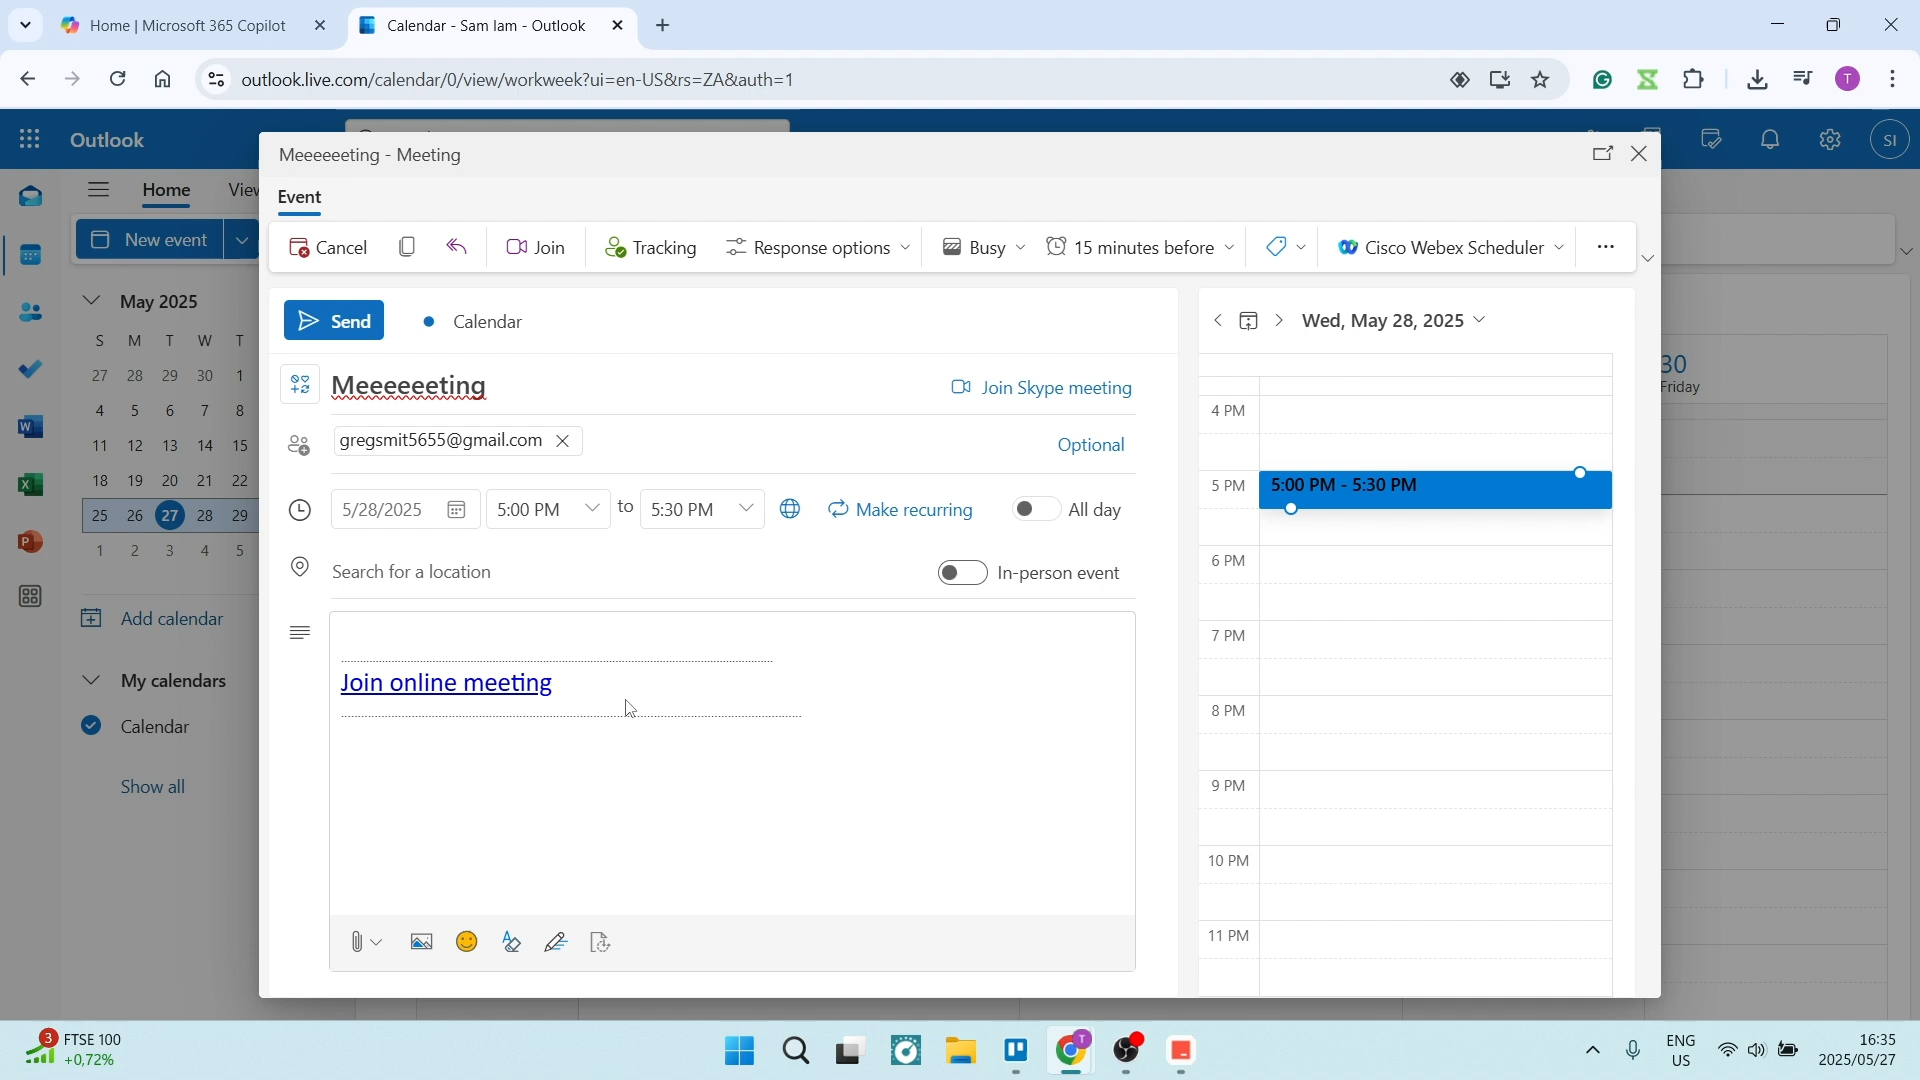 Home | Microsoft 365 Copilot
Calendar - Sam Iam - Outlook
outlook.live.com/calendar/0/view/workweek?ui=en-US&rs=ZA&auth=1
T
Outlook
SI
Meeeeeeting - Meeting
Event
Home
New event
Cancel
Join
Tracking
Response options
Busy
15 minutes before
Cisco Webex Scheduler
Send
Calendar
Wed, May 28, 2025
May 2025
S M T W T
27 28 29 30 1
4 5 6 7 8
11 12 13 14 15
18 19 20 21 22
25 26 27 28 29
1 2 3 4 5
Meeeeeeting
Join Skype meeting
gregsmit5655@gmail.com
Optional
5/28/2025
5:00 PM
to
5:30 PM
Make recurring
All day
Search for a location
In-person event
Join online meeting
4 PM
5 PM
5:00 PM - 5:30 PM
6 PM
7 PM
8 PM
9 PM
10 PM
11 PM
30
Friday
Add calendar
My calendars
Calendar
Show all
3
FTSE 100
+0,72%
T
ENG
US
16:35
2025/05/27